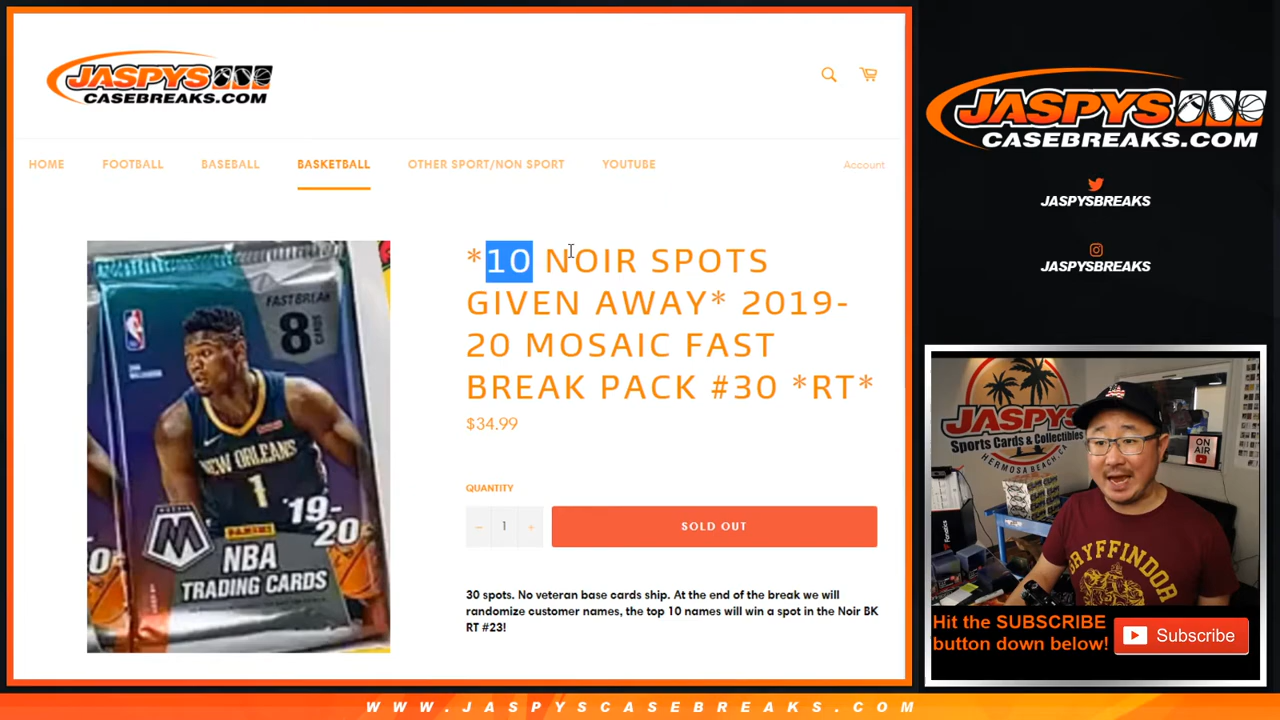 JASPYS
CASEBREAKS.COM
HOME FOOTBALL BASEBALL BASKETBALL OTHER SPORT/NON SPORT YOUTUBE Account
FAST BREAK
8
CARDS
NEW ORLEANS
1
'19-
20
M
MOSAIC
PANINI
NBA
TRADING CARDS
*10 NOIR SPOTS
GIVEN AWAY* 2019-
20 MOSAIC FAST
BREAK PACK #30 *RT*
$34.99
QUANTITY
− 1 +
SOLD OUT
30 spots. No veteran base cards ship. At the end of the break we will
randomize customer names, the top 10 names will win a spot in the Noir BK
RT #23!
JASPYS
CASEBREAKS.COM
JASPYSBREAKS
JASPYSBREAKS
JASPYS
Sports Cards & Collectibles
HERMOSA BEACH, CA
ON
AIR
GRYFFINDOR
Hit the SUBSCRIBE
button down below!
Subscribe
WWW.JASPYSCASEBREAKS.COM